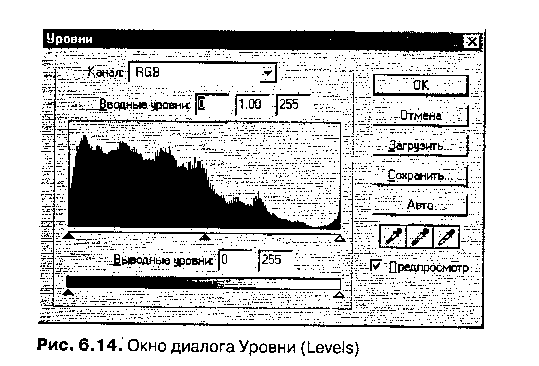 Уровни
Канал: RGB
Вводные уровни: 0 1.00 255
Выводные уровни: 0 255
OK
Отмена
Загрузить...
Сохранить...
Авто
Предпросмотр
Рис. 6.14. Окно диалога Уровни (Levels)